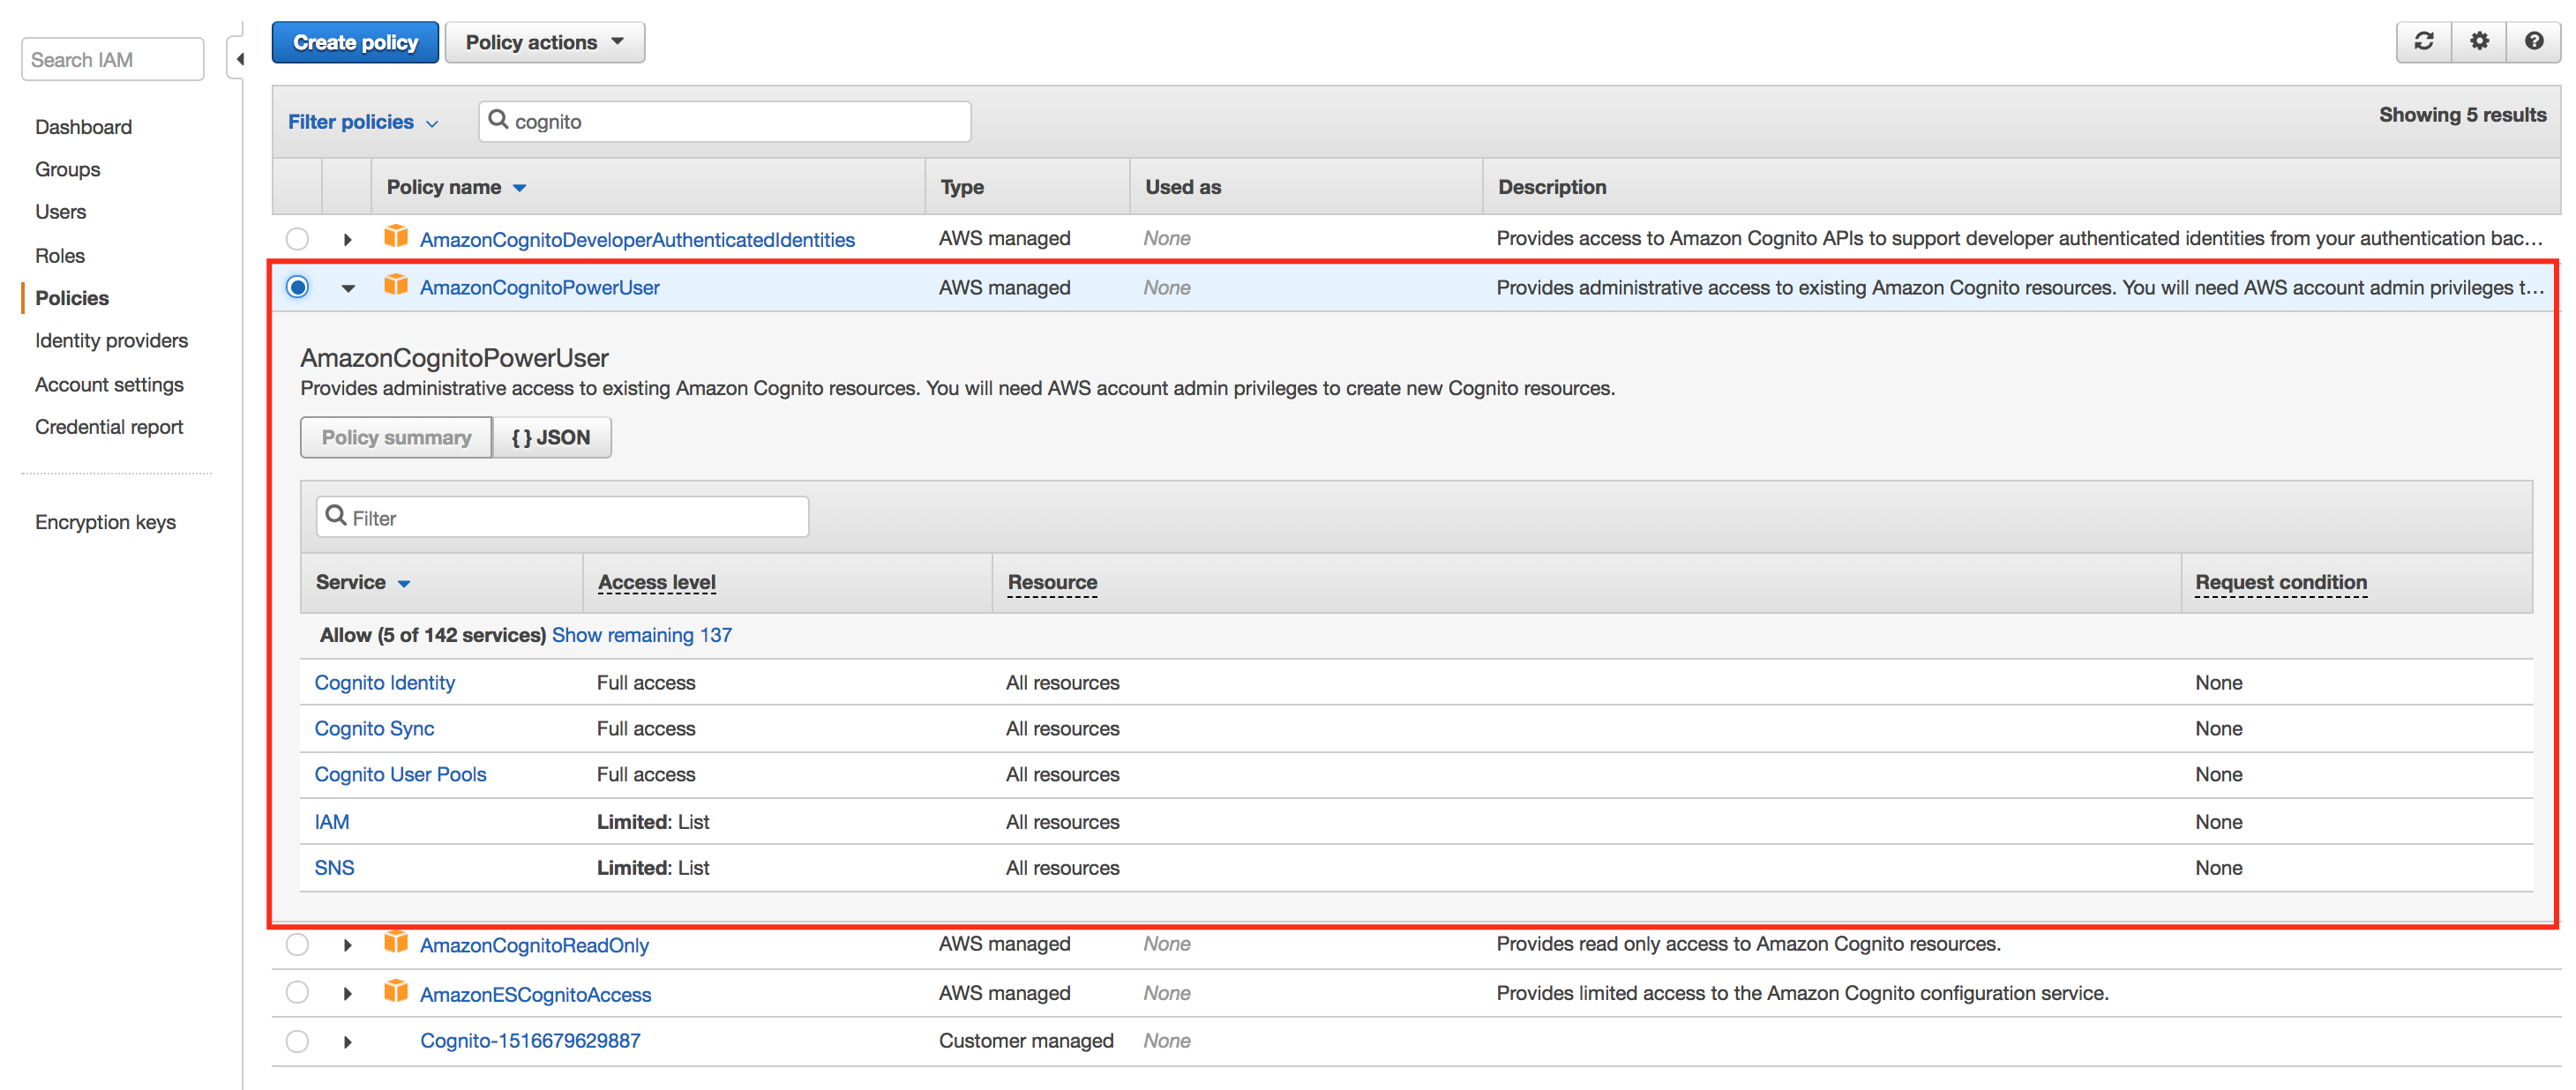 Search IAM
Dashboard
Groups
Users
Roles
Policies
Identity providers
Account settings
Credential report
Encryption keys
Create policy Policy actions
Filter policies cognito Showing 5 results
Policy name Type Used as Description
AmazonCognitoDeveloperAuthenticatedIdentities AWS managed None Provides access to Amazon Cognito APIs to support developer authenticated identities from your authentication bac...
AmazonCognitoPowerUser AWS managed None Provides administrative access to existing Amazon Cognito resources. You will need AWS account admin privileges t...
AmazonCognitoPowerUser
Provides administrative access to existing Amazon Cognito resources. You will need AWS account admin privileges to create new Cognito resources.
Policy summary { } JSON
Filter
Service Access level Resource Request condition
Allow (5 of 142 services) Show remaining 137
Cognito Identity Full access All resources None
Cognito Sync Full access All resources None
Cognito User Pools Full access All resources None
IAM Limited: List All resources None
SNS Limited: List All resources None
AmazonCognitoReadOnly AWS managed None Provides read only access to Amazon Cognito resources.
AmazonESCognitoAccess AWS managed None Provides limited access to the Amazon Cognito configuration service.
Cognito-1516679629887 Customer managed None